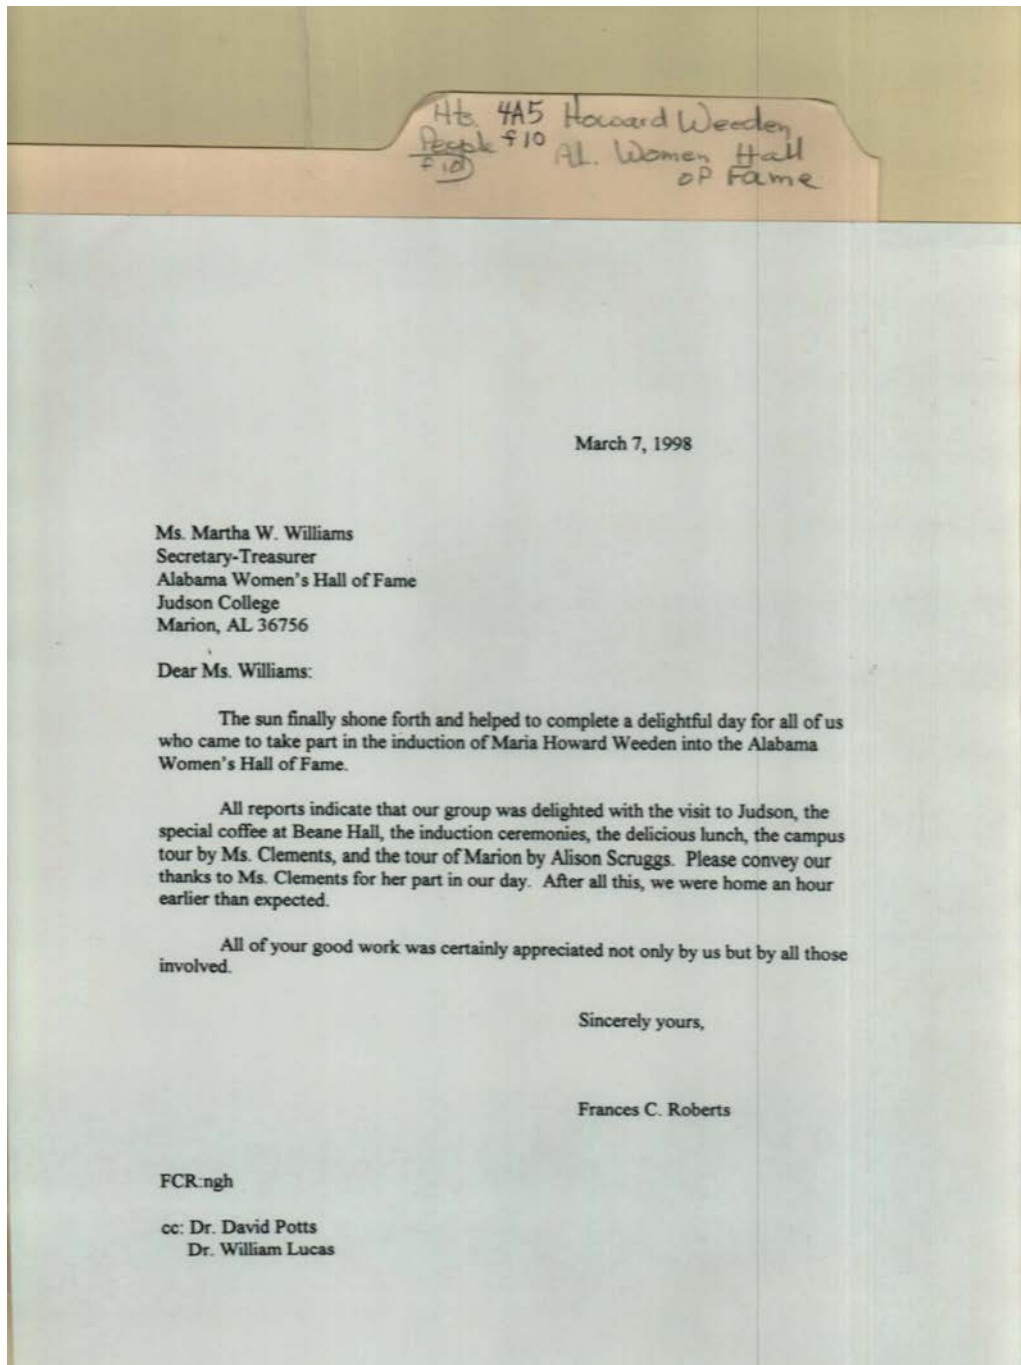 Hts. 4A5 Howard Weeden
People f10 AL. Women Hall
f10 of Fame
March 7, 1998
Ms. Martha W. Williams
Secretary-Treasurer
Alabama Women's Hall of Fame
Judson College
Marion, AL 36756
Dear Ms. Williams:
The sun finally shone forth and helped to complete a delightful day for all of us
who came to take part in the induction of Maria Howard Weeden into the Alabama
Women's Hall of Fame.
All reports indicate that our group was delighted with the visit to Judson, the
special coffee at Beane Hall, the induction ceremonies, the delicious lunch, the campus
tour by Ms. Clements, and the tour of Marion by Alison Scruggs. Please convey our
thanks to Ms. Clements for her part in our day. After all this, we were home an hour
earlier than expected.
All of your good work was certainly appreciated not only by us but by all those
involved.
Sincerely yours,
Frances C. Roberts
FCR:ngh
cc: Dr. David Potts
Dr. William Lucas